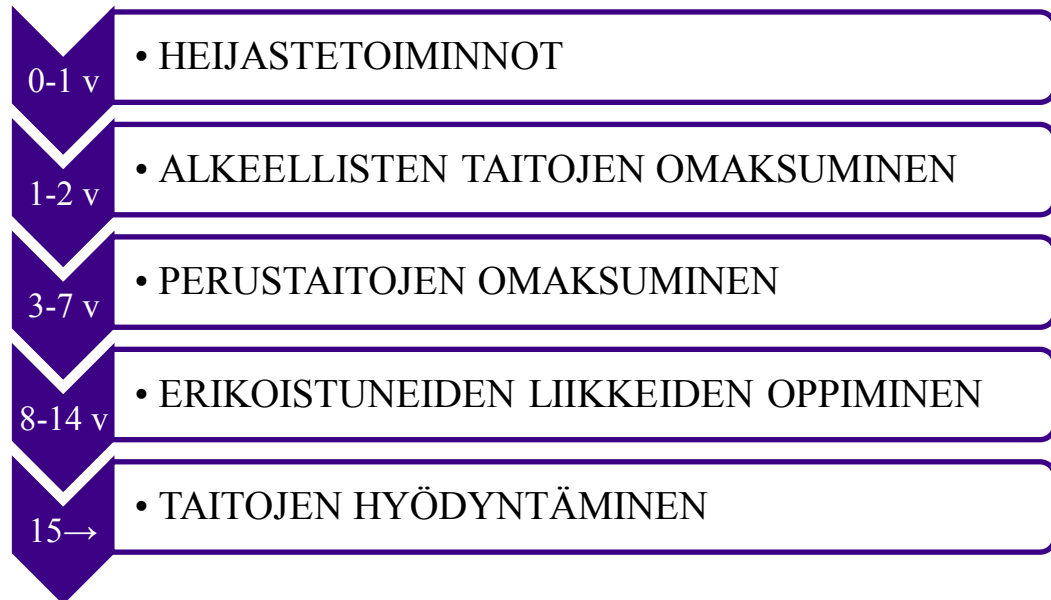 0-1 v
• HEIJASTETOIMINNOT
1-2 v
• ALKEELLISTEN TAITOJEN OMAKSUMINEN
3-7 v
• PERUSTAITOJEN OMAKSUMINEN
8-14 v
• ERIKOISTUNEIDEN LIIKKEIDEN OPPIMINEN
15→
• TAITOJEN HYÖDYNTÄMINEN